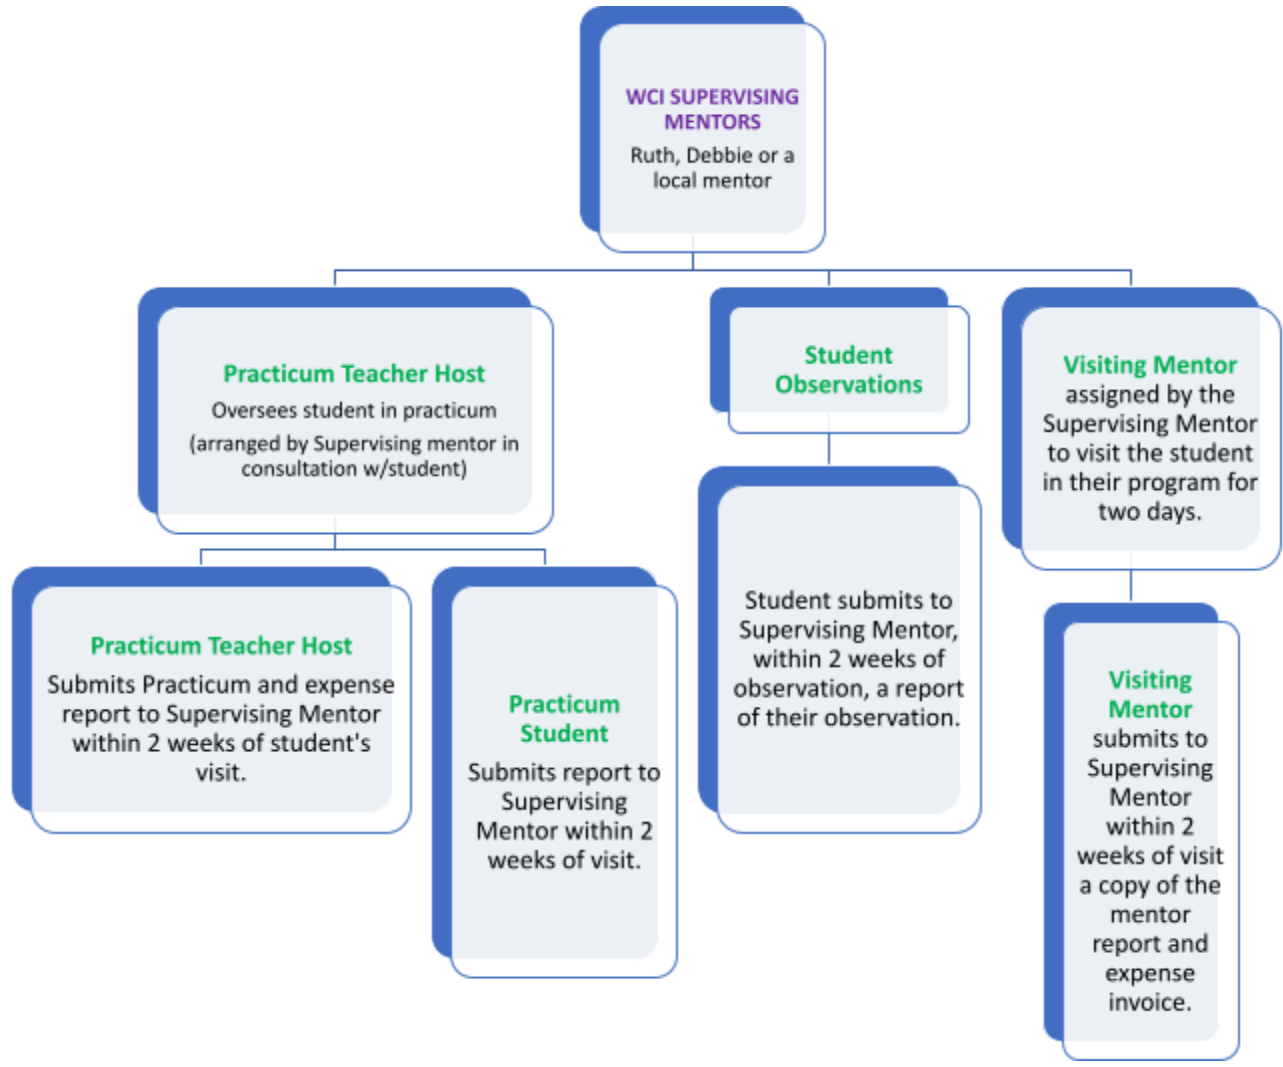 WCI SUPERVISING
MENTORS
Ruth, Debbie or a
local mentor
Practicum Teacher Host
Oversees student in practicum
(arranged by Supervising mentor in
consultation w/student)
Student
Observations
Visiting Mentor
assigned by the
Supervising Mentor
to visit the student
in their program for
two days.
Practicum Teacher Host
Submits Practicum and expense
report to Supervising Mentor
within 2 weeks of student's
visit.
Practicum
Student
Submits report to
Supervising
Mentor within 2
weeks of visit.
Student submits to
Supervising Mentor,
within 2 weeks of
observation, a report
of their observation.
Visiting
Mentor
submits to
Supervising
Mentor
within 2
weeks of visit
a copy of the
mentor
report and
expense
invoice.